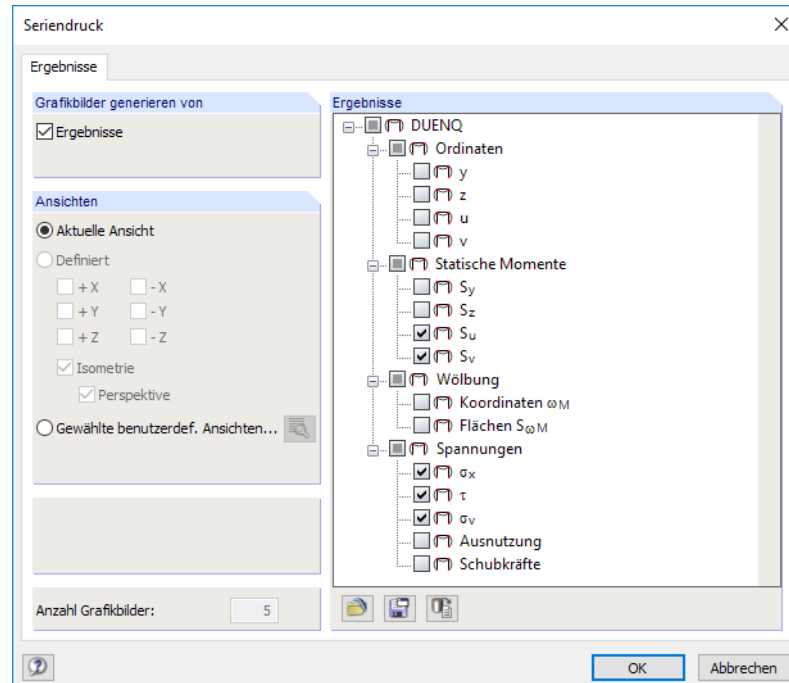 Seriendruck
Ergebnisse
Grafikbilder generieren von
Ergebnisse
Ansichten
Aktuelle Ansicht
Definiert
+ X - X
+ Y - Y
+ Z - Z
Isometrie
Perspektive
Gewählte benutzerdef. Ansichten...
Anzahl Grafikbilder: 5
Ergebnisse
DUENQ
Ordinaten
y
z
u
v
Statische Momente
Sy
Sz
Su
Sv
Wölbung
Koordinaten ωM
Flächen SωM
Spannungen
σx
τ
σv
Ausnutzung
Schubkräfte
OK Abbrechen